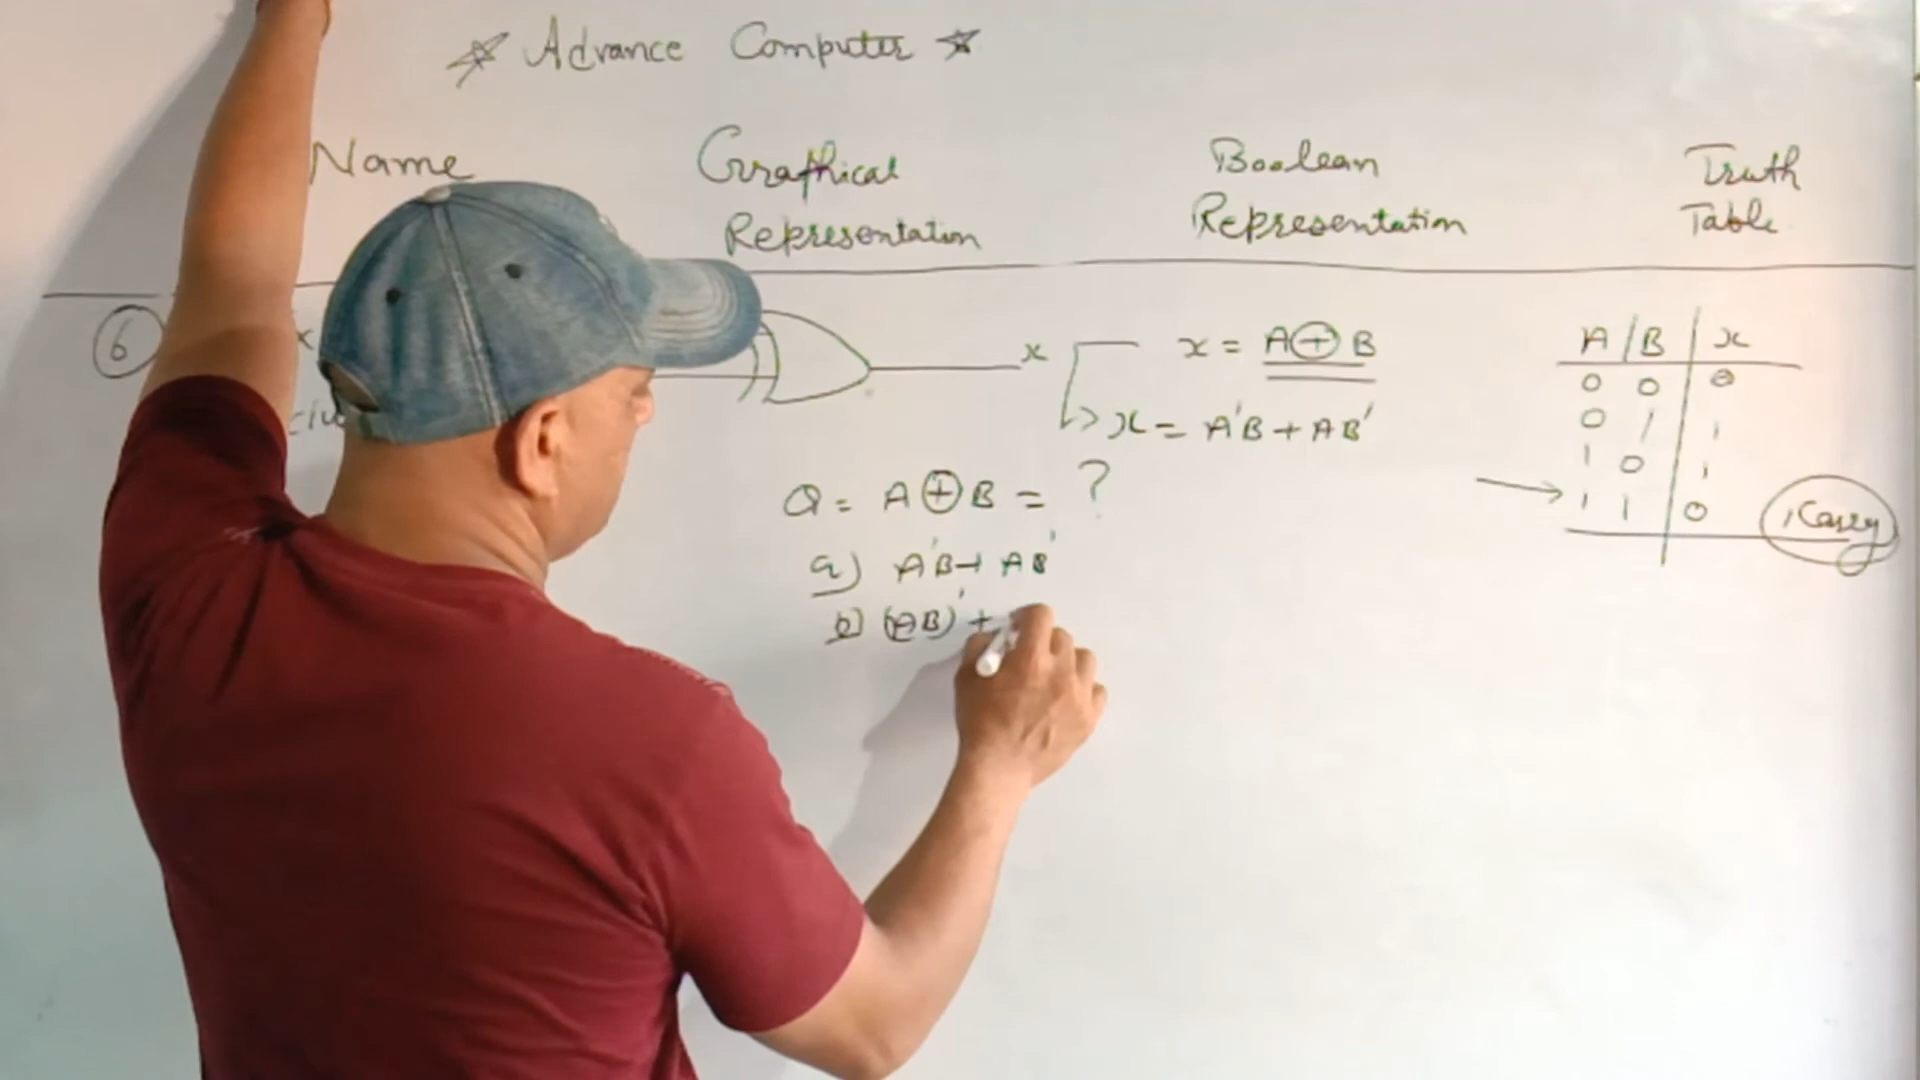 ☆ Advance Computer ☆
Name Graphical Representation Boolean Representation Truth Table
6
x
x = A ⊕ B
x = A'B + AB'
A B x
0 0 0
0 1 1
1 0 1
1 1 0
1 Carry
Q = A ⊕ B = ?
a) A'B + AB'
b) (AB)' +